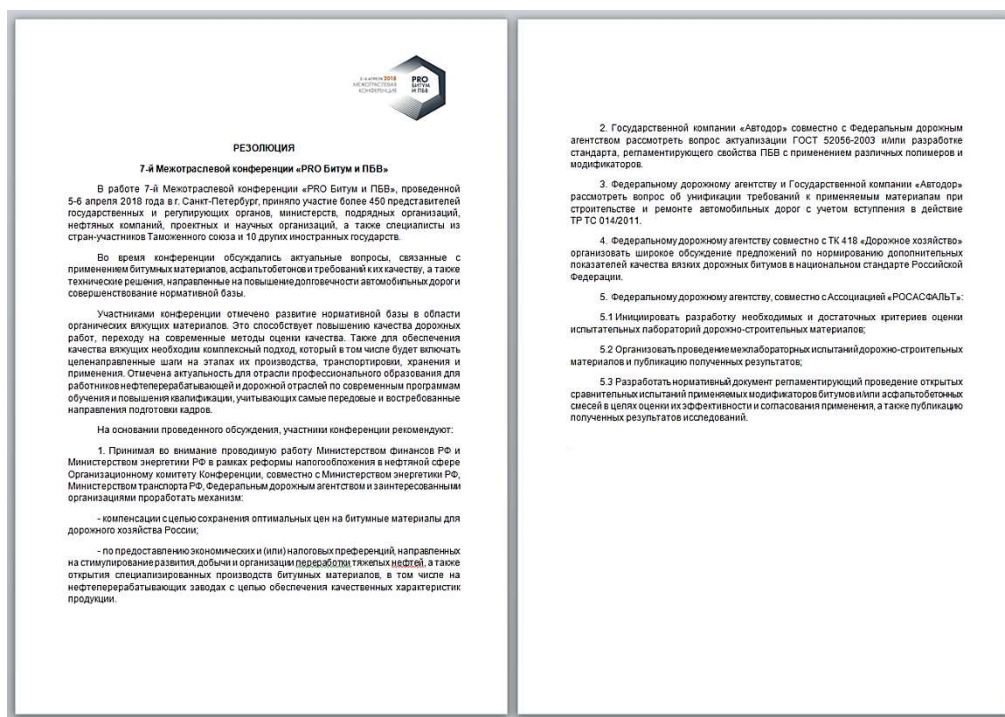 5-6 АПРЕЛЯ 2018
МЕЖОТРАСЛЕВАЯ
КОНФЕРЕНЦИЯ
PRO
БИТУМ
И ПБВ
РЕЗОЛЮЦИЯ
7-й Межотраслевой конференции «PRO Битум и ПБВ»
В работе 7-й Межотраслевой конференции «PRO Битум и ПБВ», проведенной
5-6 апреля 2018 года в г. Санкт-Петербург, приняло участие более 450 представителей
государственных и регулирующих органов, министерств, подрядных организаций,
нефтяных компаний, проектных и научных организаций, а также специалисты из
стран-участников Таможенного союза и 10 других иностранных государств.
Во время конференции обсуждались актуальные вопросы, связанные с
применением битумных материалов, асфальтобетонов и требований к их качеству, а также
технические решения, направленные на повышение долговечности автомобильных дорог и
совершенствование нормативной базы.
Участниками конференции отмечено развитие нормативной базы в области
органических вяжущих материалов. Это способствует повышению качества дорожных
работ, переходу на современные методы оценки качества. Также для обеспечения
качества вяжущих необходим комплексный подход, который в том числе будет включать
целенаправленные шаги на этапах их производства, транспортировки, хранения и
применения. Отмечена актуальность для отрасли профессионального образования для
работников нефтеперерабатывающей и дорожной отраслей по современным программам
обучения и повышения квалификации, учитывающих самые передовые и востребованные
направления подготовки кадров.
На основании проведенного обсуждения, участники конференции рекомендуют:
1. Принимая во внимание проводимую работу Министерством финансов РФ и
Министерством энергетики РФ в рамках реформы налогообложения в нефтяной сфере
Организационному комитету Конференции, совместно с Министерством энергетики РФ,
Министерством транспорта РФ, Федеральным дорожным агентством и заинтересованными
организациями проработать механизм:
- компенсации с целью сохранения оптимальных цен на битумные материалы для
дорожного хозяйства России;
- по предоставлению экономических и (или) налоговых преференций, направленных
на стимулирование развития, добычи и организации переработки тяжелых нефтей, а также
открытия специализированных производств битумных материалов, в том числе на
нефтеперерабатывающих заводах с целью обеспечения качественных характеристик
продукции.
2. Государственной компании «Автодор» совместно с Федеральным дорожным
агентством рассмотреть вопрос актуализации ГОСТ 52056-2003 и/или разработке
стандарта, регламентирующего свойства ПБВ с применением различных полимеров и
модификаторов.
3. Федеральному дорожному агентству и Государственной компании «Автодор»
рассмотреть вопрос об унификации требований к применяемым материалам при
строительстве и ремонте автомобильных дорог с учетом вступления в действие
ТР ТС 014/2011.
4. Федеральному дорожному агентству совместно с ТК 418 «Дорожное хозяйство»
организовать широкое обсуждение предложений по нормированию дополнительных
показателей качества вязких дорожных битумов в национальном стандарте Российской
Федерации.
5. Федеральному дорожному агентству, совместно с Ассоциацией «РОСАСФАЛЬТ»:
5.1 Инициировать разработку необходимых и достаточных критериев оценки
испытательных лабораторий дорожно-строительных материалов;
5.2 Организовать проведение межлабораторных испытаний дорожно-строительных
материалов и публикацию полученных результатов;
5.3 Разработать нормативный документ регламентирующий проведение открытых
сравнительных испытаний применяемых модификаторов битумов и/или асфальтобетонных
смесей в целях оценки их эффективности и согласования применения, а также публикацию
полученных результатов исследований.